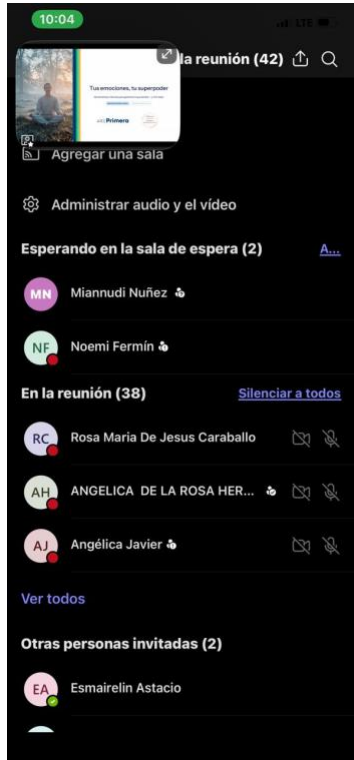 10:04
LTE
Tus emociones, tu superpoder
Primera
la reunión (42)
Agregar una sala
Administrar audio y el vídeo
Esperando en la sala de espera (2)
A...
MN
Miannudi Nuñez
NF
Noemi Fermín
En la reunión (38)
Silenciar a todos
RC
Rosa Maria De Jesus Caraballo
AH
ANGELICA DE LA ROSA HER...
AJ
Angélica Javier
Ver todos
Otras personas invitadas (2)
EA
Esmairelin Astacio